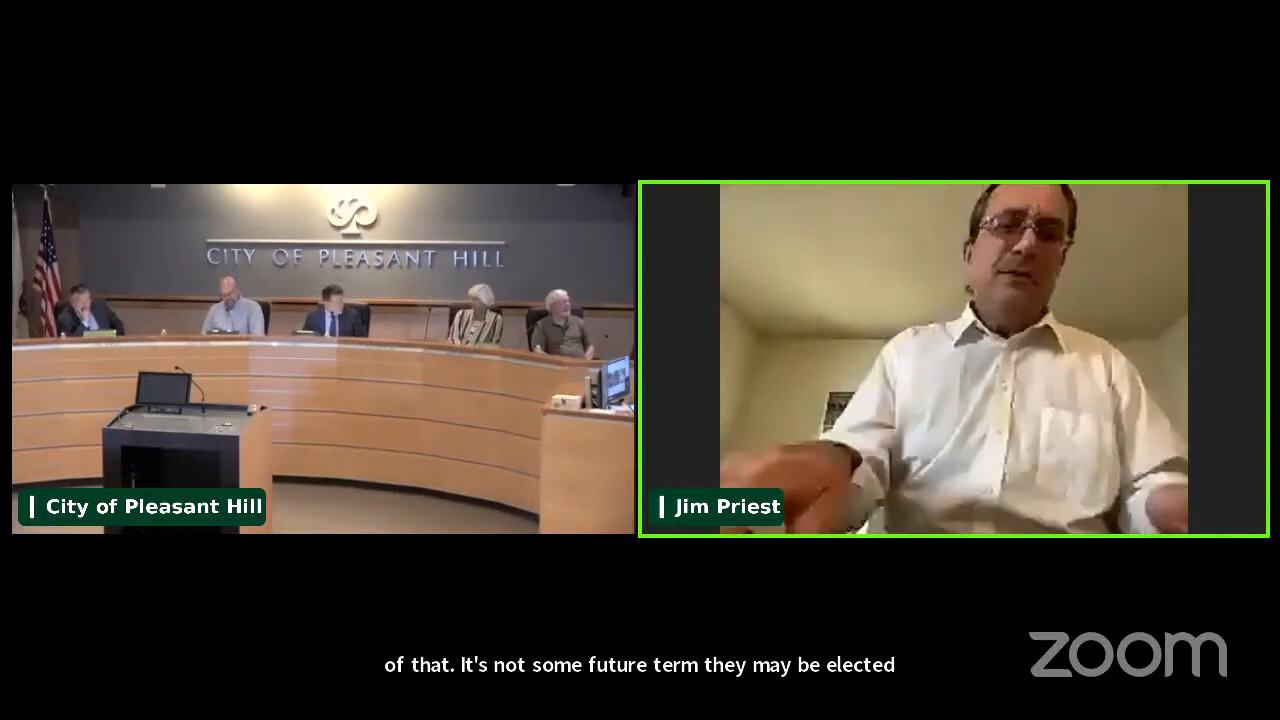 CITY OF PLEASANT HILL
City of Pleasant Hill
Jim Priest
of that. It's not some future term they may be elected
zoom